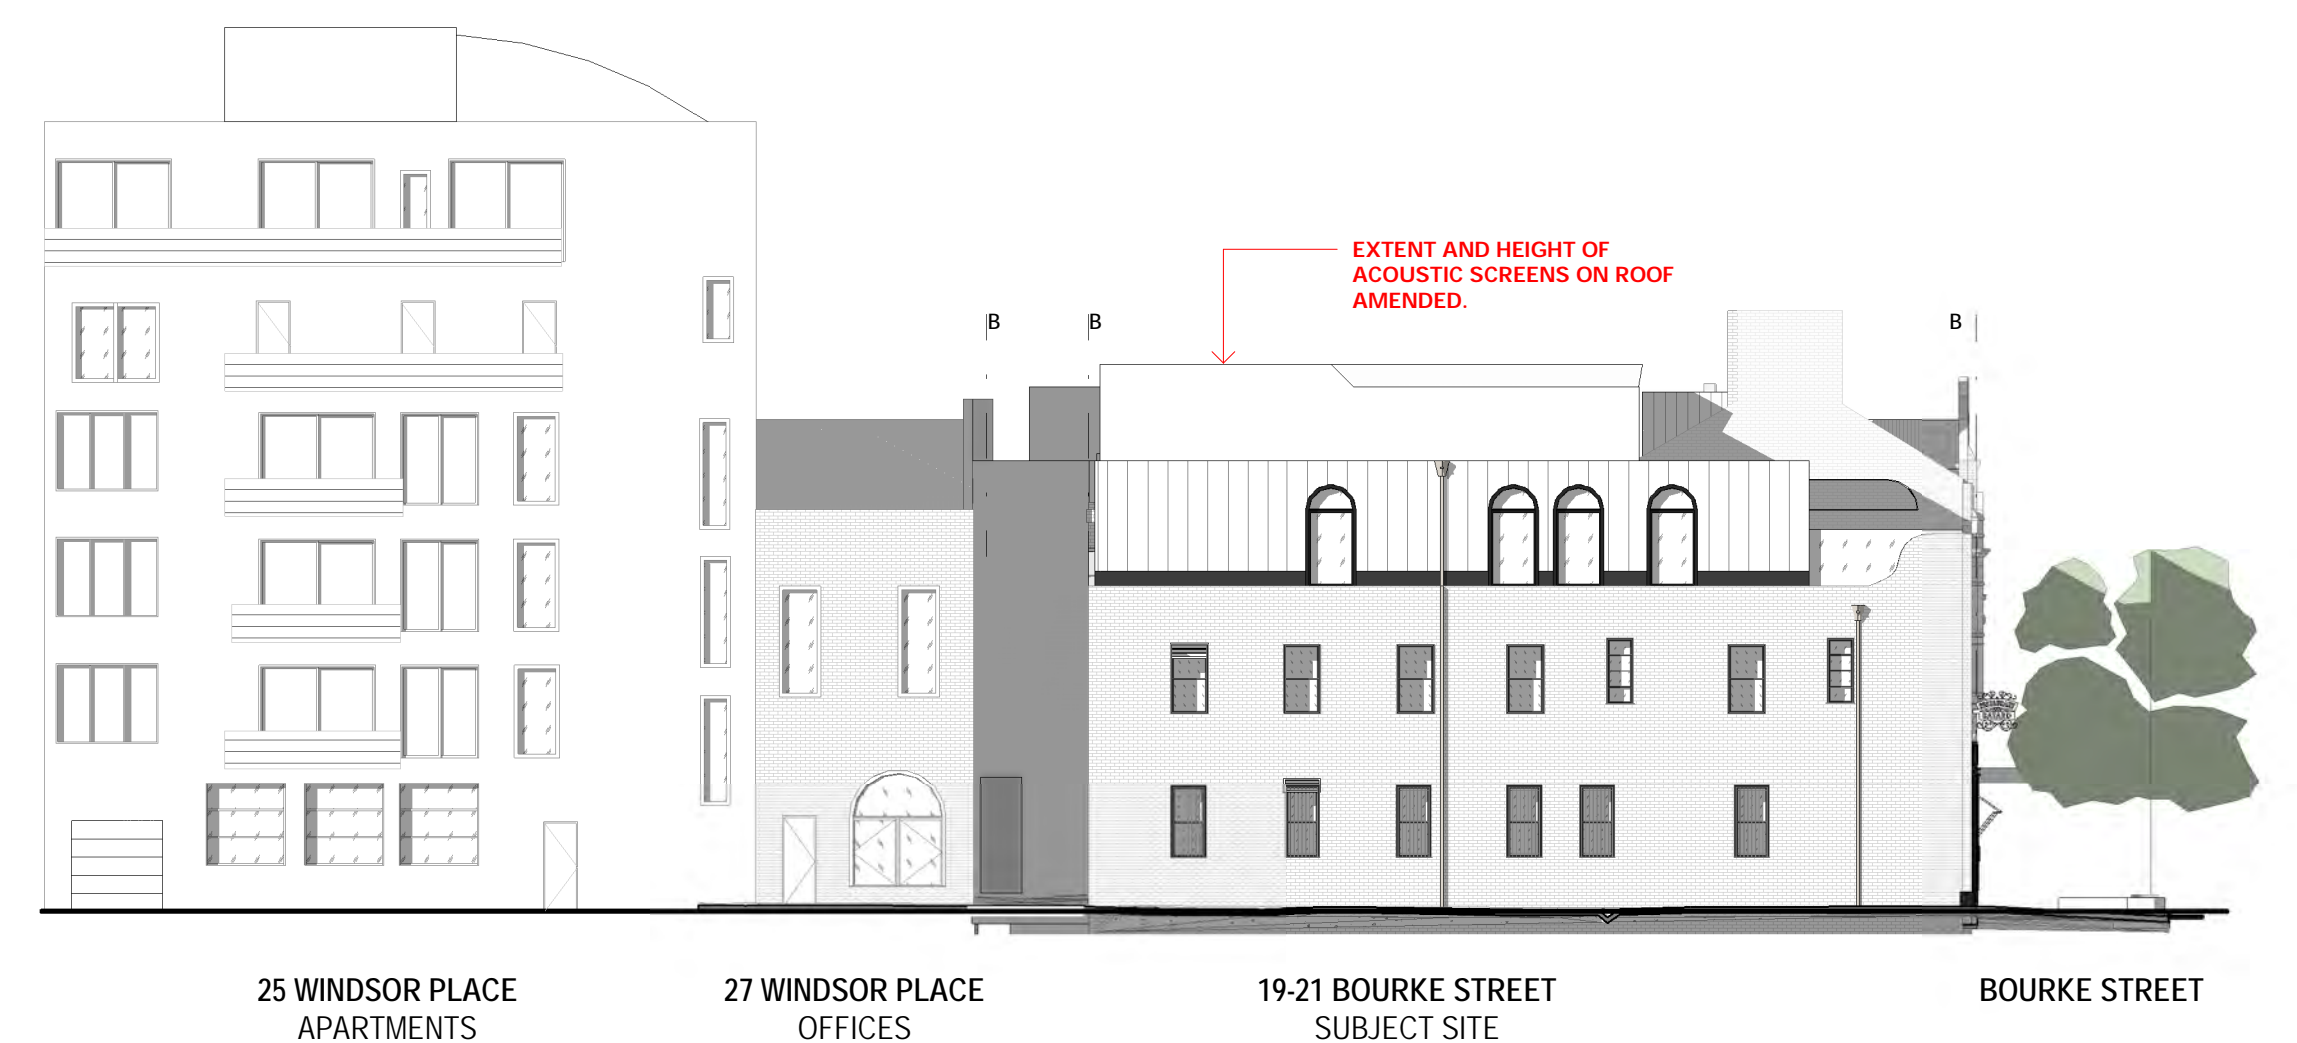 EXTENT AND HEIGHT OF
ACOUSTIC SCREENS ON ROOF
AMENDED.
B
B
B
25 WINDSOR PLACE
APARTMENTS
27 WINDSOR PLACE
OFFICES
19-21 BOURKE STREET
SUBJECT SITE
BOURKE STREET